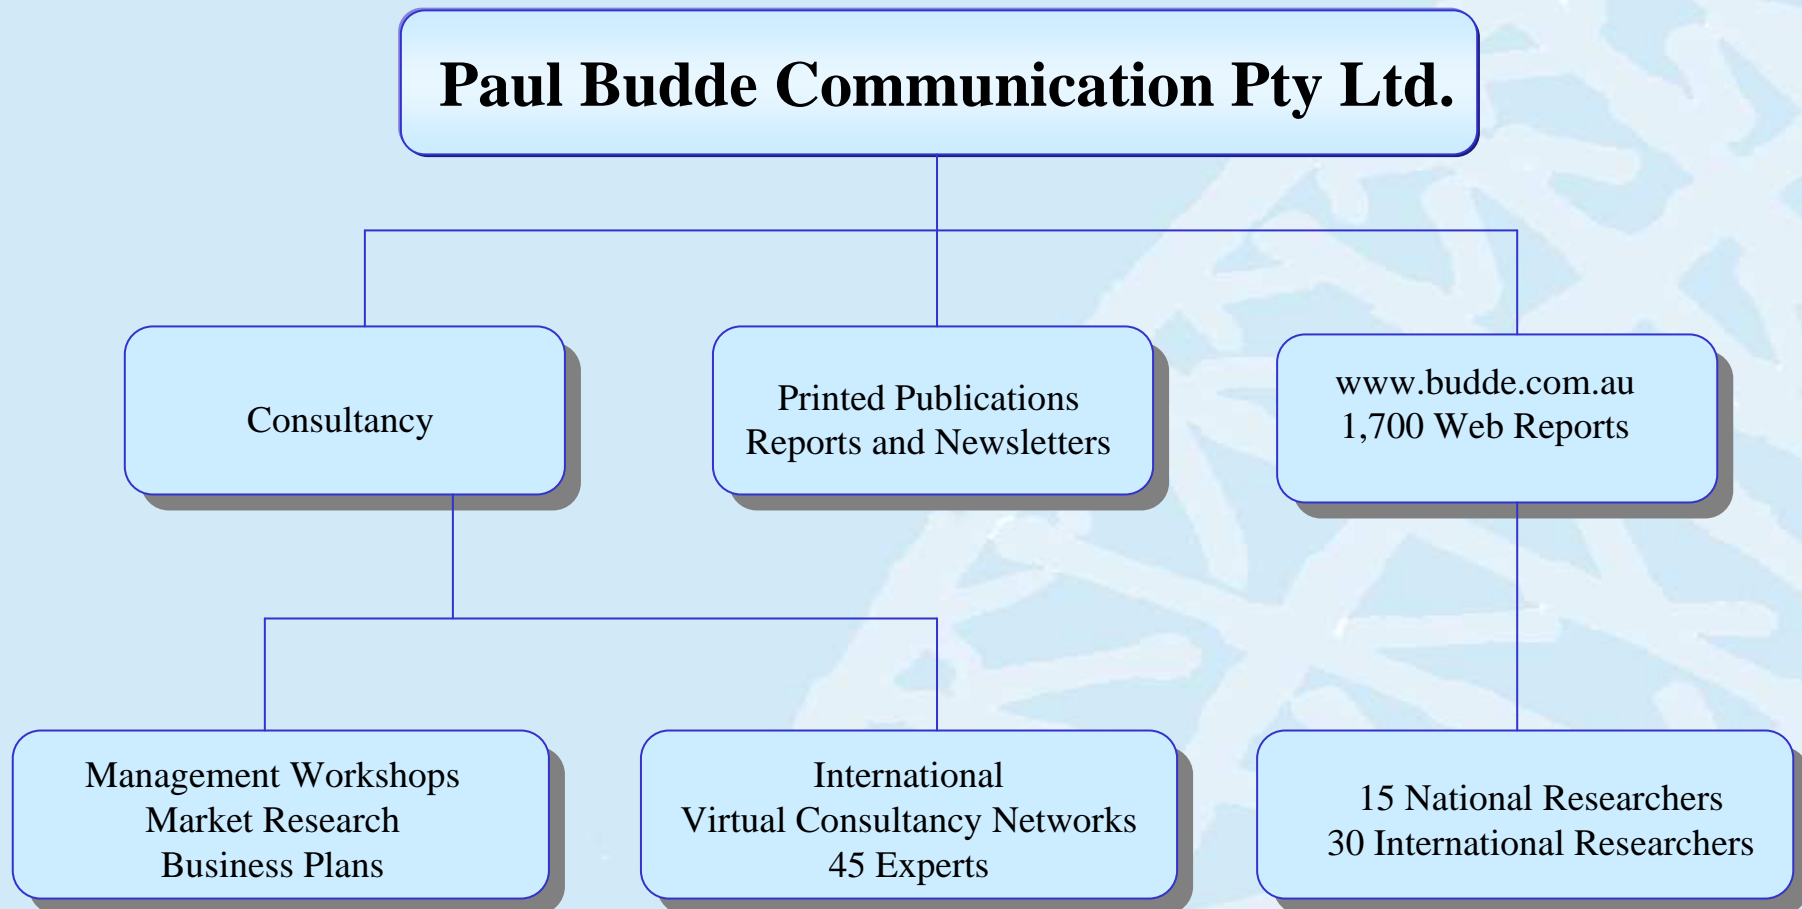 Paul Budde Communication Pty Ltd.
Consultancy
Printed Publications
Reports and Newsletters
www.budde.com.au
1,700 Web Reports
Management Workshops
Market Research
Business Plans
International
Virtual Consultancy Networks
45 Experts
15 National Researchers
30 International Researchers